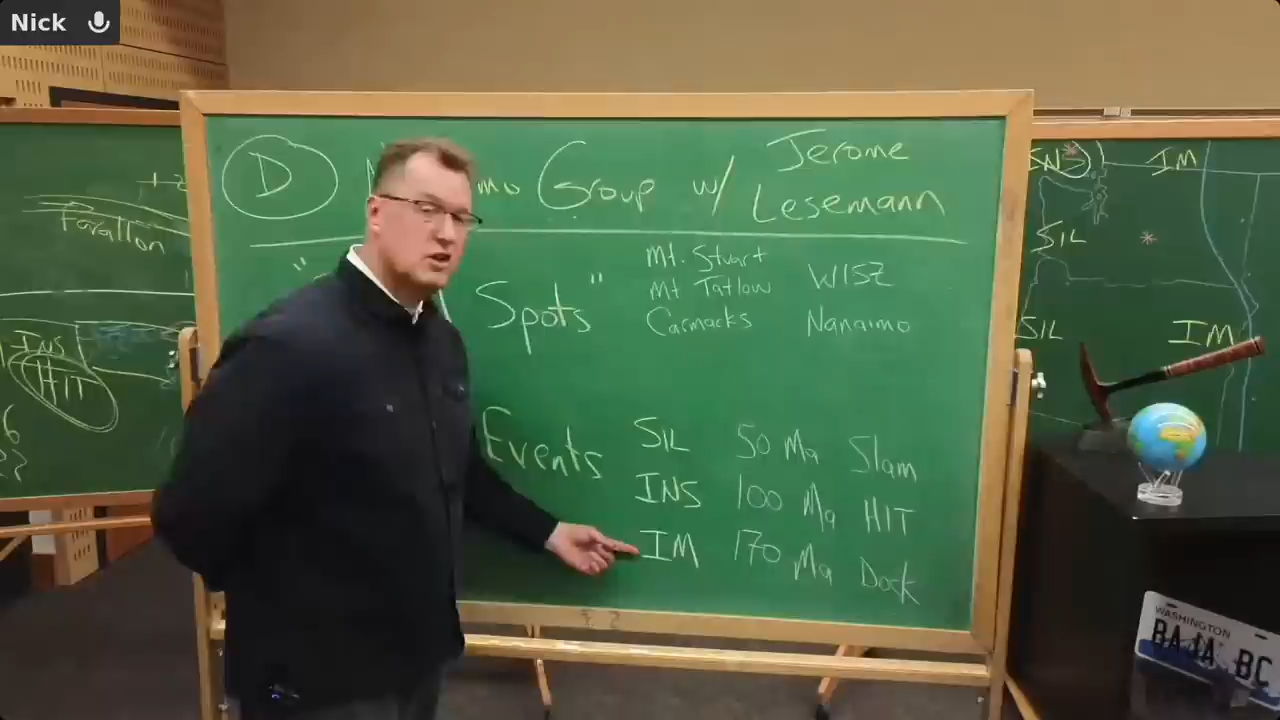 Nick
D
mo Group w/ Jerome
Lesemann
" Spots "
Mt. Stuart
Mt Tatlow
Carmacks
WISZ
Nanaimo
Events
SIL 50 Ma Slam
INS 100 Ma HIT
IM 170 Ma Dock
Farallon
INS
HIT
IM
SIL
SIL
IM
WASHINGTON
BAJA BC